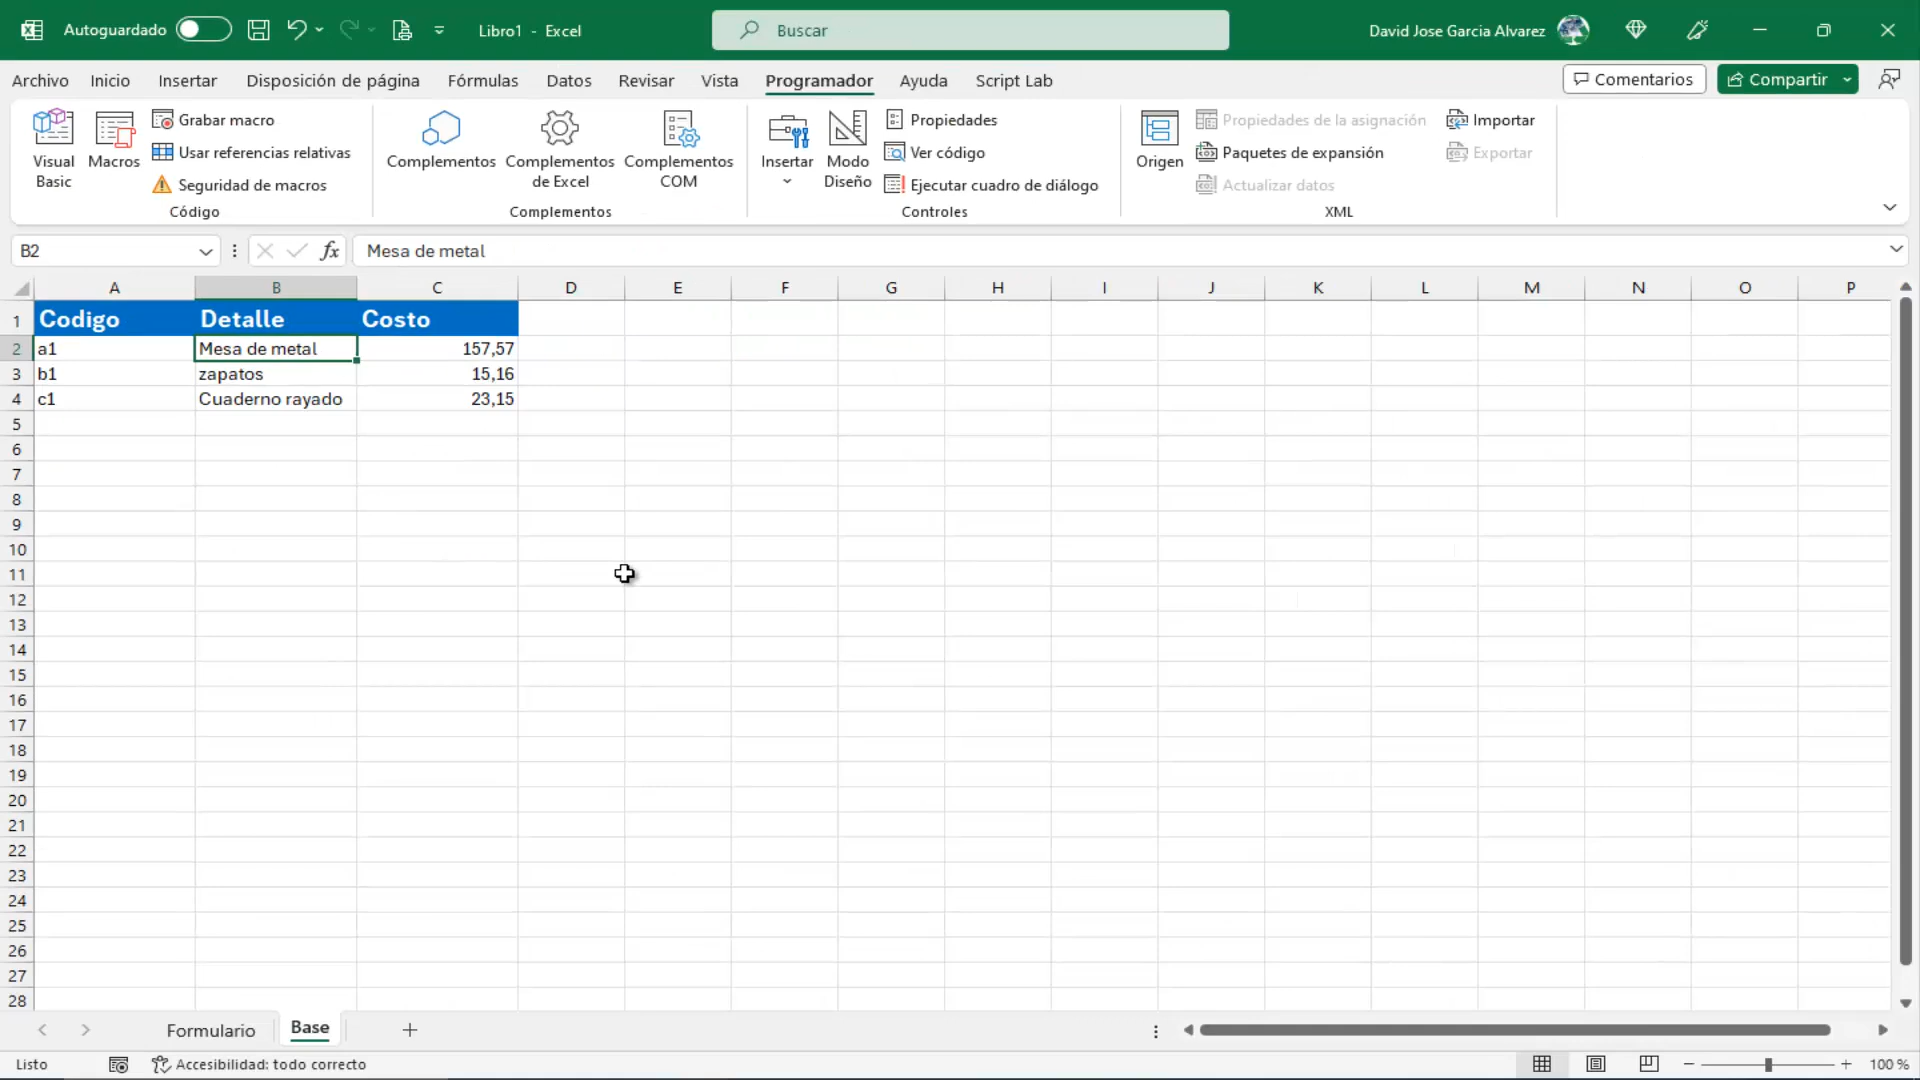 Autoguardado
Libro1 - Excel
Buscar
David Jose Garcia Alvarez
Archivo Inicio Insertar Disposición de página Fórmulas Datos Revisar Vista Programador Ayuda Script Lab
Comentarios
Compartir
Visual Basic
Macros
Grabar macro
Usar referencias relativas
Seguridad de macros
Código
Complementos
Complementos de Excel
Complementos COM
Complementos
Insertar
Modo Diseño
Propiedades
Ver código
Ejecutar cuadro de diálogo
Controles
Origen
Propiedades de la asignación
Paquetes de expansión
Actualizar datos
Importar
Exportar
XML
B2
fx
Mesa de metal
A B C D E F G H I J K L M N O P
1 Codigo Detalle Costo
2 a1 Mesa de metal 157,57
3 b1 zapatos 15,16
4 c1 Cuaderno rayado 23,15
5
6
7
8
9
10
11
12
13
14
15
16
17
18
19
20
21
22
23
24
25
26
27
28
Formulario Base
Listo
Accesibilidad: todo correcto
100 %